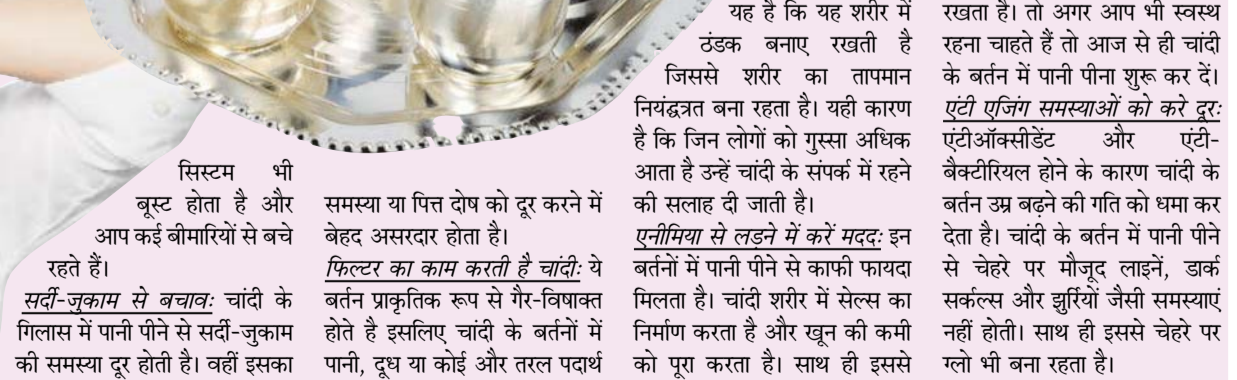 सिस्टम भी
बूस्ट होता है और
आप कई बीमारियों से बचे
रहते हैं।
सर्दी-जुकाम से बचावः चांदी के
गिलास में पानी पीने से सर्दी-जुकाम
की समस्या दूर होती है। वहीं इसका
समस्या या पित्त दोष को दूर करने में
बेहद असरदार होता है।
फिल्टर का काम करती है चांदीः ये
बर्तन प्राकृतिक रूप से गैर-विषाक्त
होते है इसलिए चांदी के बर्तनों में
पानी, दूध या कोई और तरल पदार्थ
यह है कि यह शरीर में
ठंडक बनाए रखती है
जिससे शरीर का तापमान
नियंद्वत्रत बना रहता है। यही कारण
है कि जिन लोगों को गुस्सा अधिक
आता है उन्हें चांदी के संपर्क में रहने
की सलाह दी जाती है।
एनीमिया से लड़ने में करें मददः इन
बर्तनों में पानी पीने से काफी फायदा
मिलता है। चांदी शरीर में सेल्स का
निर्माण करता है और खून की कमी
को पूरा करता है। साथ ही इससे
रखता है। तो अगर आप भी स्वस्थ
रहना चाहते हैं तो आज से ही चांदी
के बर्तन में पानी पीना शुरू कर दें।
एंटी एजिंग समस्याओं को करे दूरः
एंटीऑक्सीडेंट और एंटी-
बैक्टीरियल होने के कारण चांदी के
बर्तन उम्र बढ़ने की गति को धमा कर
देता है। चांदी के बर्तन में पानी पीने
से चेहरे पर मौजूद लाइनें, डार्क
सर्कल्स और झुर्रियों जैसी समस्याएं
नहीं होती। साथ ही इससे चेहरे पर
ग्लो भी बना रहता है।